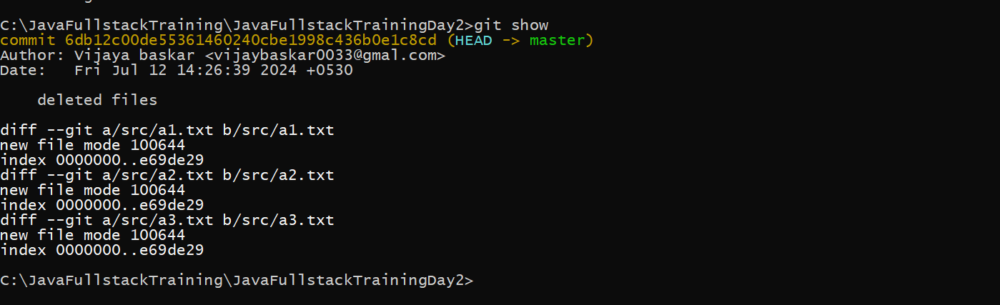 C:\JavaFullstackTraining\JavaFullstackTrainingDay2>git show
commit 6db12c00de55361460240cbe1998c436b0e1c8cd (HEAD -> master)
Author: Vijaya baskar <vijaybaskar0033@gmal.com>
Date:   Fri Jul 12 14:26:39 2024 +0530
    deleted files
diff --git a/src/a1.txt b/src/a1.txt
new file mode 100644
index 0000000..e69de29
diff --git a/src/a2.txt b/src/a2.txt
new file mode 100644
index 0000000..e69de29
diff --git a/src/a3.txt b/src/a3.txt
new file mode 100644
index 0000000..e69de29
C:\JavaFullstackTraining\JavaFullstackTrainingDay2>